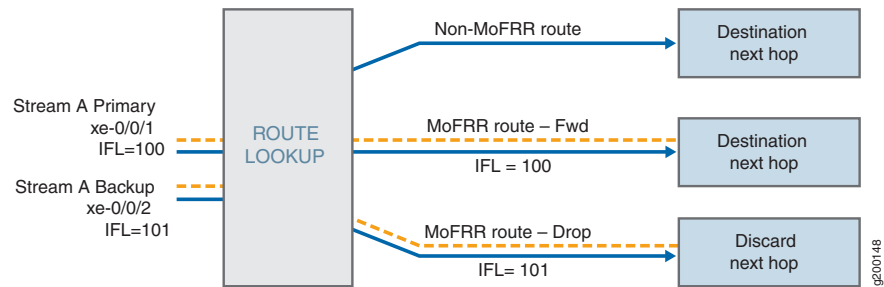 Non-MoFRR route
Destination
next hop
Stream A Primary
xe-0/0/1
IFL=100
ROUTE
LOOKUP
MoFRR route – Fwd
IFL = 100
Destination
next hop
Stream A Backup
xe-0/0/2
IFL=101
MoFRR route – Drop
IFL= 101
Discard
next hop
g200148